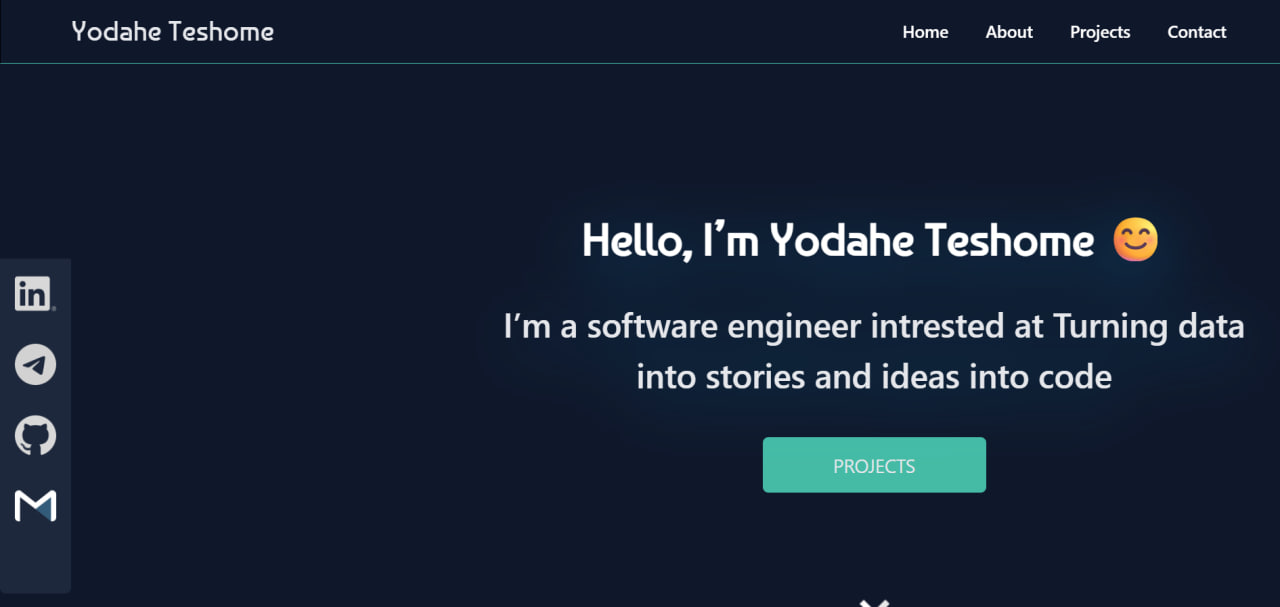 Yodahe Teshome
Home About Projects Contact
Hello, I'm Yodahe Teshome 😊
I'm a software engineer intrested at Turning data
into stories and ideas into code
PROJECTS
in